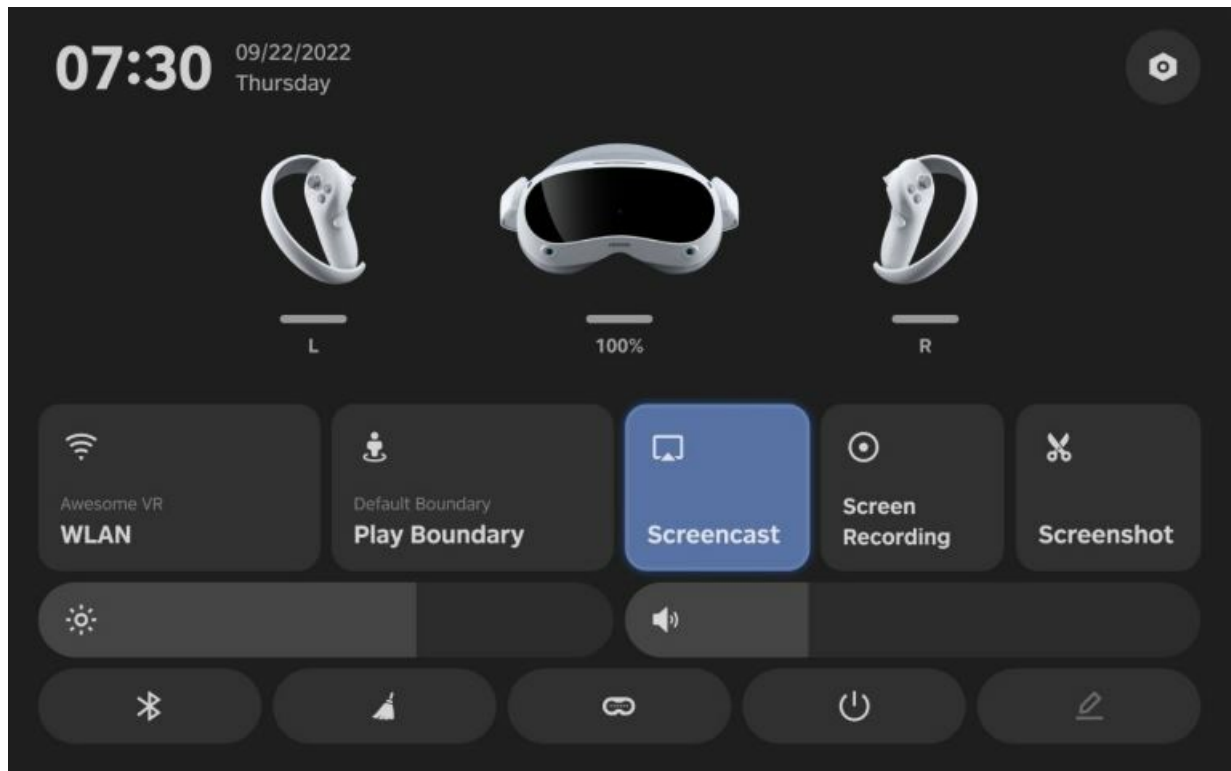 07:30
09/22/2022
Thursday
L
100%
R
Awesome VR
WLAN
Default Boundary
Play Boundary
Screencast
Screen
Recording
Screenshot